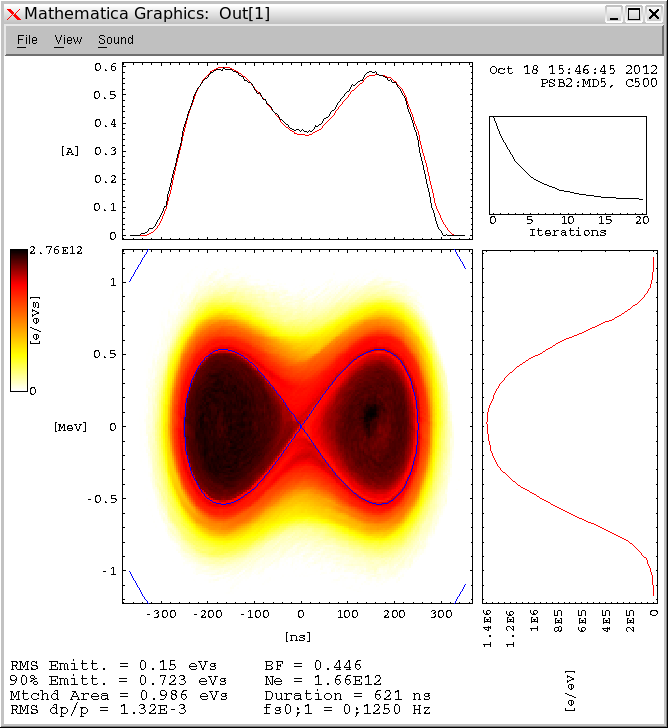 Mathematica Graphics: Out[1]
File View Sound
Oct 18 15:46:45 2012
PSB2:MD5, C500
[A]
0.6
0.5
0.4
0.3
0.2
0.1
0
0 5 10 15 20
Iterations
2.76E12
[e/eVs]
0
[MeV]
1
0.5
0
-0.5
-1
-300 -200 -100 0 100 200 300
[ns]
1.4E6 1.2E6 1E6 8E5 6E5 4E5 2E5 0
[e/eV]
RMS Emitt. = 0.15 eVs BF = 0.446
90% Emitt. = 0.723 eVs Ne = 1.66E12
Mtchd Area = 0.986 eVs Duration = 621 ns
RMS dp/p = 1.32E-3 fs0;1 = 0;1250 Hz